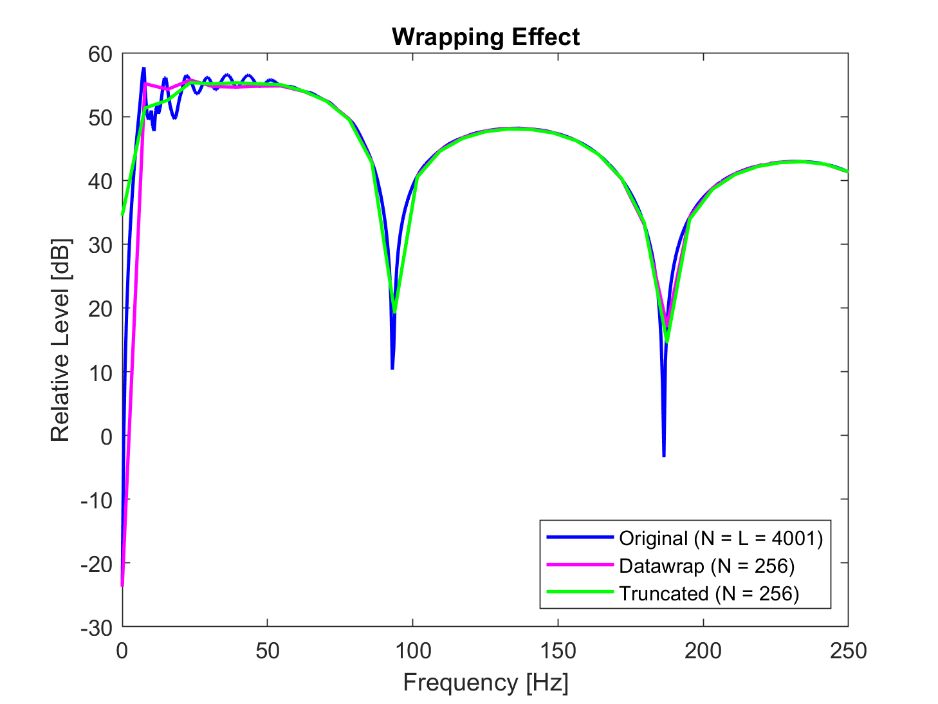 Wrapping Effect
60
50
40
30
20
10
0
-10
-20
-30
Relative Level [dB]
Original (N = L = 4001)
Datawrap (N = 256)
Truncated (N = 256)
0 50 100 150 200 250
Frequency [Hz]